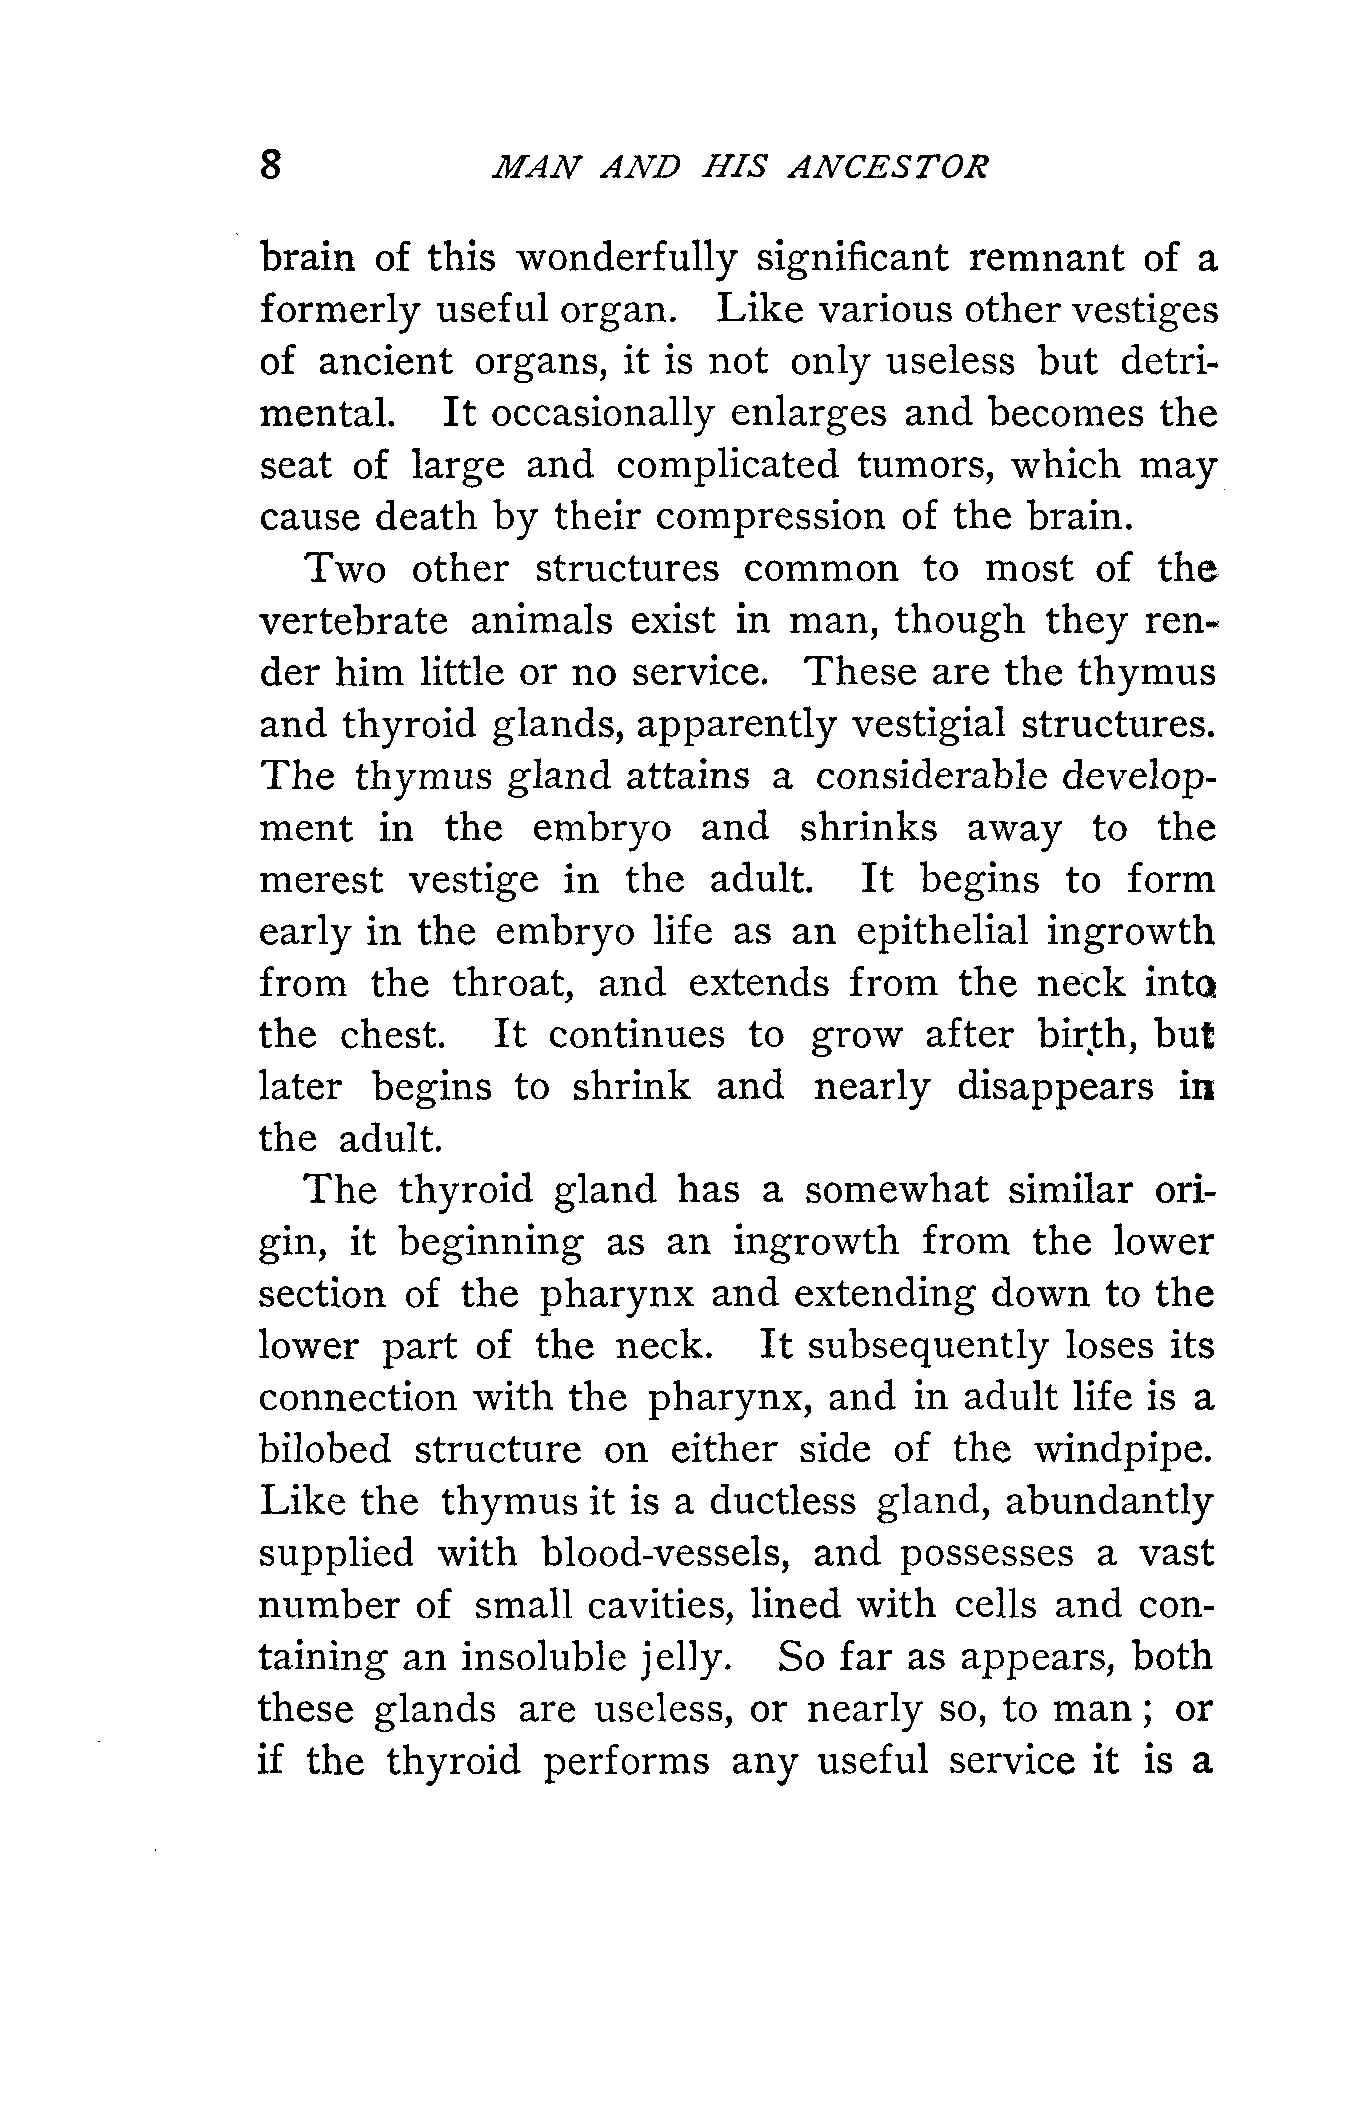 8 MAN AND HIS ANCESTOR
brain of this wonderfully significant remnant of a
formerly useful organ. Like various other vestiges
of ancient organs, it is not only useless but detri-
mental. It occasionally enlarges and becomes the
seat of large and complicated tumors, which may
cause death by their compression of the brain.
Two other structures common to most of the
vertebrate animals exist in man, though they ren-
der him little or no service. These are the thymus
and thyroid glands, apparently vestigial structures.
The thymus gland attains a considerable develop-
ment in the embryo and shrinks away to the
merest vestige in the adult. It begins to form
early in the embryo life as an epithelial ingrowth
from the throat, and extends from the neck into
the chest. It continues to grow after birth, but
later begins to shrink and nearly disappears in
the adult.
The thyroid gland has a somewhat similar ori-
gin, it beginning as an ingrowth from the lower
section of the pharynx and extending down to the
lower part of the neck. It subsequently loses its
connection with the pharynx, and in adult life is a
bilobed structure on either side of the windpipe.
Like the thymus it is a ductless gland, abundantly
supplied with blood-vessels, and possesses a vast
number of small cavities, lined with cells and con-
taining an insoluble jelly. So far as appears, both
these glands are useless, or nearly so, to man; or
if the thyroid performs any useful service it is a